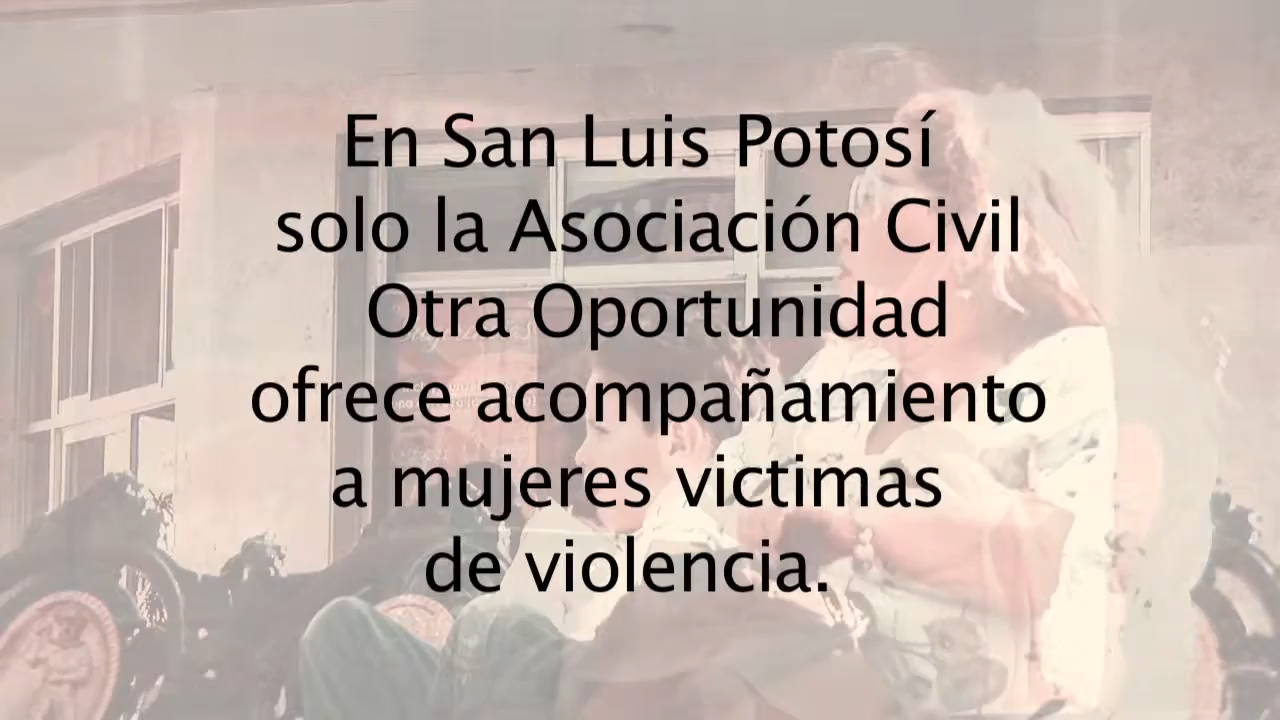 En San Luis Potosí
solo la Asociación Civil
Otra Oportunidad
ofrece acompañamiento
a mujeres victimas
de violencia.